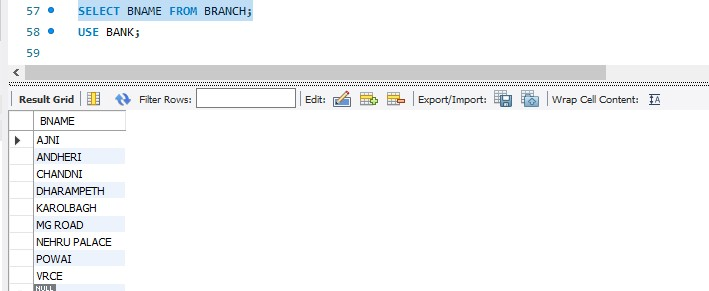 57 SELECT BNAME FROM BRANCH;
58 USE BANK;
59
Result Grid Filter Rows: Edit: Export/Import: Wrap Cell Content: IA
BNAME
AJNI
ANDHERI
CHANDNI
DHARAMPETH
KAROLBAGH
MG ROAD
NEHRU PALACE
POWAI
VRCE
NULL